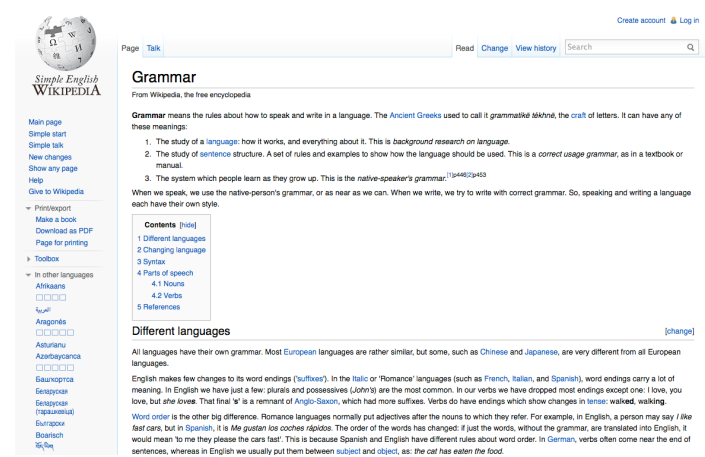 Create account Log in
Page Talk Read Change View history Search
Simple English
WIKIPEDIA
Grammar
From Wikipedia, the free encyclopedia
Grammar means the rules about how to speak and write in a language. The Ancient Greeks used to call it grammatikē tékhnē, the craft of letters. It can have any of
these meanings:
1. The study of a language: how it works, and everything about it. This is background research on language.
2. The study of sentence structure. A set of rules and examples to show how the language should be used. This is a correct usage grammar, as in a textbook or
manual.
3. The system which people learn as they grow up. This is the native-speaker's grammar.[1]p446[2]p453
When we speak, we use the native-person's grammar, or as near as we can. When we write, we try to write with correct grammar. So, speaking and writing a language
each have their own style.
Contents [hide]
1 Different languages
2 Changing language
3 Syntax
4 Parts of speech
4.1 Nouns
4.2 Verbs
5 References
Different languages [change]
All languages have their own grammar. Most European languages are rather similar, but some, such as Chinese and Japanese, are very different from all European
languages.
English makes few changes to its word endings ('suffixes'). In the Italic or 'Romance' languages (such as French, Italian, and Spanish), word endings carry a lot of
meaning. In English we have just a few: plurals and possessives (John's) are the most common. In our verbs we have dropped most endings except one: I love, you
love, but she loves. That final 's' is a remnant of Anglo-Saxon, which had more suffixes. Verbs do have endings which show changes in tense: walked, walking.
Word order is the other big difference. Romance languages normally put adjectives after the nouns to which they refer. For example, in English, a person may say I like
fast cars, but in Spanish, it is Me gustan los coches rápidos. The order of the words has changed: if just the words, without the grammar, are translated into English, it
would mean 'to me they please the cars fast'. This is because Spanish and English have different rules about word order. In German, verbs often come near the end of
sentences, whereas in English we usually put them between subject and object, as: the cat has eaten the food.
Main page
Simple start
Simple talk
New changes
Show any page
Help
Give to Wikipedia
Print/export
Make a book
Download as PDF
Page for printing
Toolbox
In other languages
Afrikaans
العربية
Aragonés
Asturianu
Azərbaycanca
Башҡортса
Беларуская
Беларуская
(тарашкевіца)
Български
Boarisch